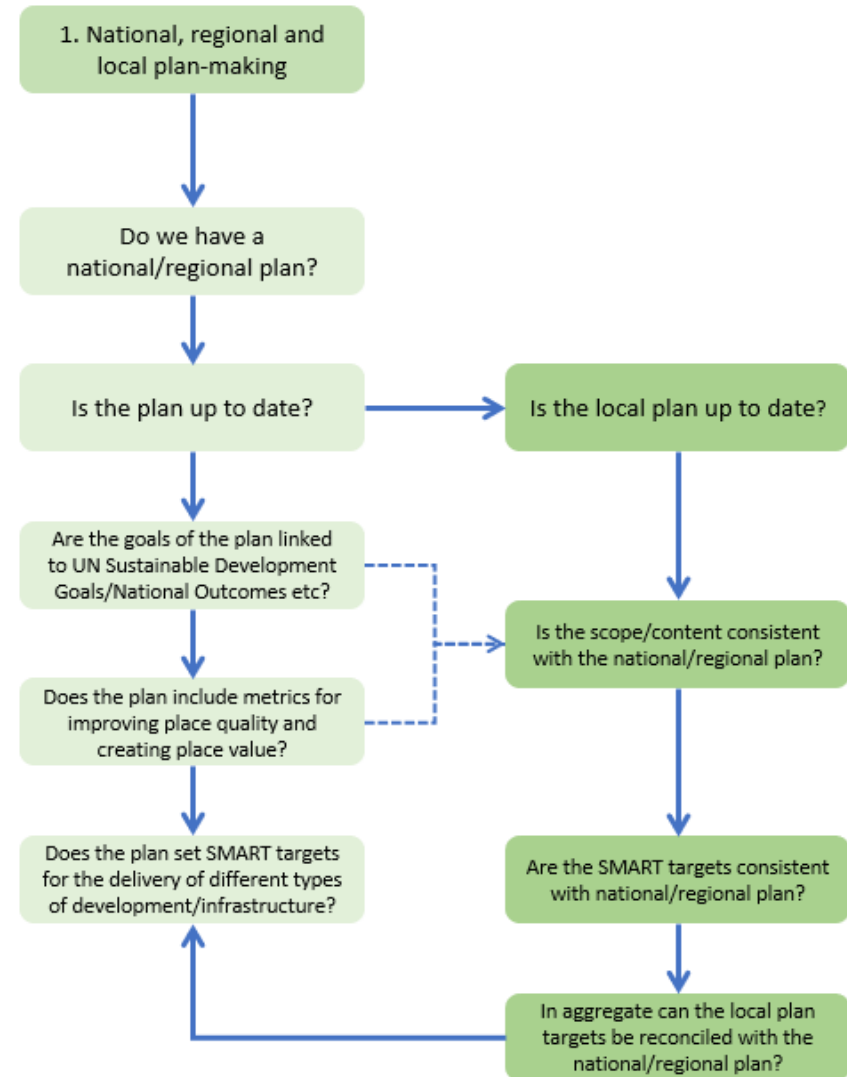 1. National, regional and
local plan-making
Do we have a
national/regional plan?
Is the plan up to date?
Is the local plan up to date?
Are the goals of the plan linked
to UN Sustainable Development
Goals/National Outcomes etc?
Is the scope/content consistent
with the national/regional plan?
Does the plan include metrics for
improving place quality and
creating place value?
Does the plan set SMART targets
for the delivery of different types
of development/infrastructure?
Are the SMART targets consistent
with national/regional plan?
In aggregate can the local plan
targets be reconciled with the
national/regional plan?